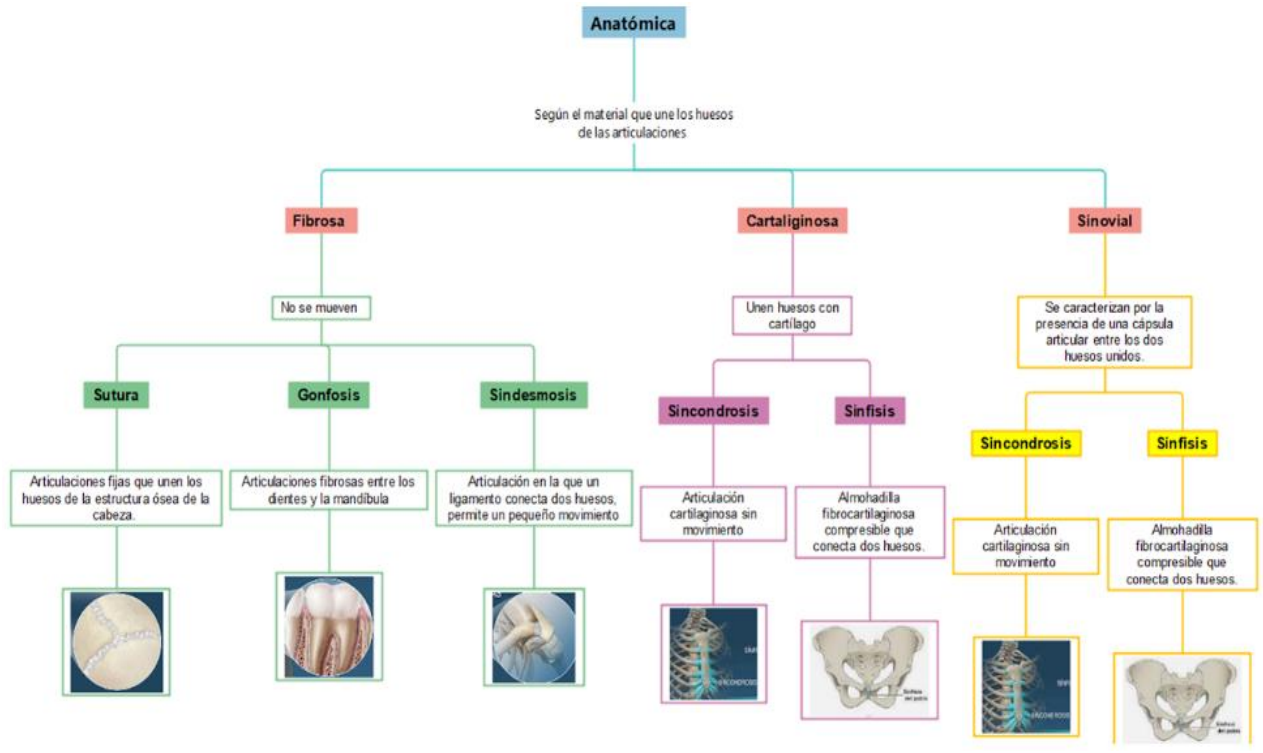 Anatómica
Según el material que une los huesos
de las articulaciones
Fibrosa
Cartaliginosa
Sinovial
No se mueven
Unen huesos con
cartílago
Se caracterizan por la
presencia de una cápsula
articular entre los dos
huesos unidos.
Sutura
Gonfosis
Sindesmosis
Sincondrosis
Sinfisis
Sincondrosis
Sinfisis
Articulaciones fijas que unen los
huesos de la estructura ósea de la
cabeza.
Articulaciones fibrosas entre los
dientes y la mandíbula
Articulación en la que un
ligamento conecta dos huesos,
permite un pequeño movimiento
Articulación
cartilaginosa sin
movimiento
Almohadilla
fibrocartilaginosa
compresible que
conecta dos huesos.
Articulación
cartilaginosa sin
movimiento
Almohadilla
fibrocartilaginosa
compresible que
conecta dos huesos.